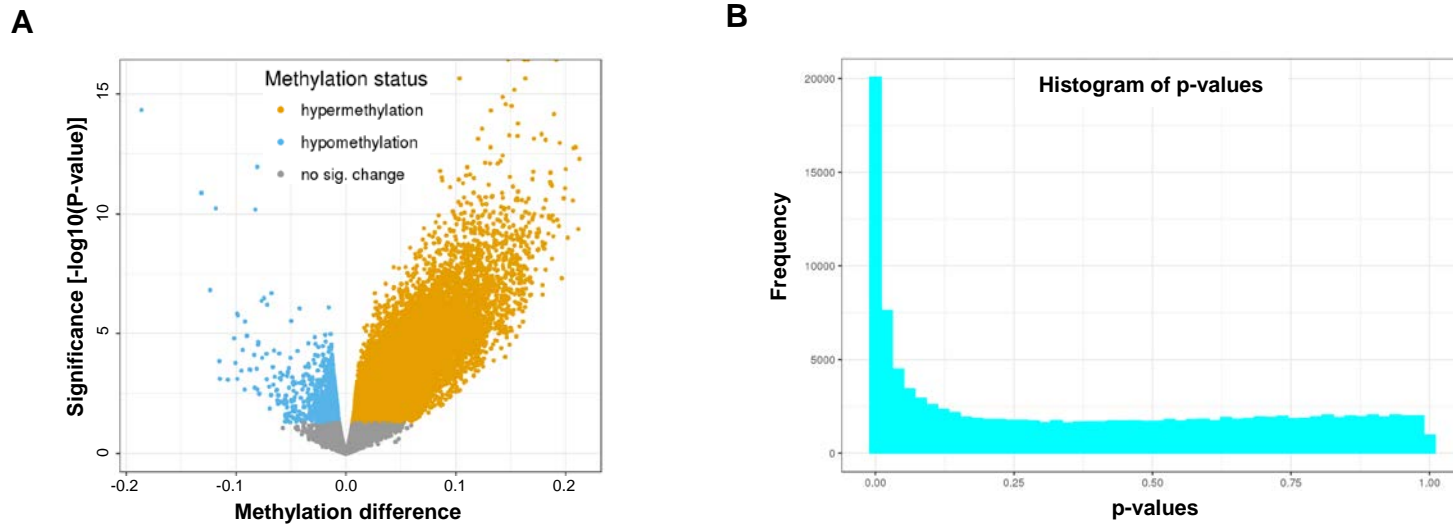 A
Significance [-log10(P-value)]
15
10
5
0
Methylation status
hypermethylation
hypomethylation
no sig. change
-0.2
-0.1
0.0
0.1
0.2
Methylation difference
B
Histogram of p-values
Frequency
20000
15000
10000
5000
0
0.00
0.25
0.50
0.75
1.00
p-values